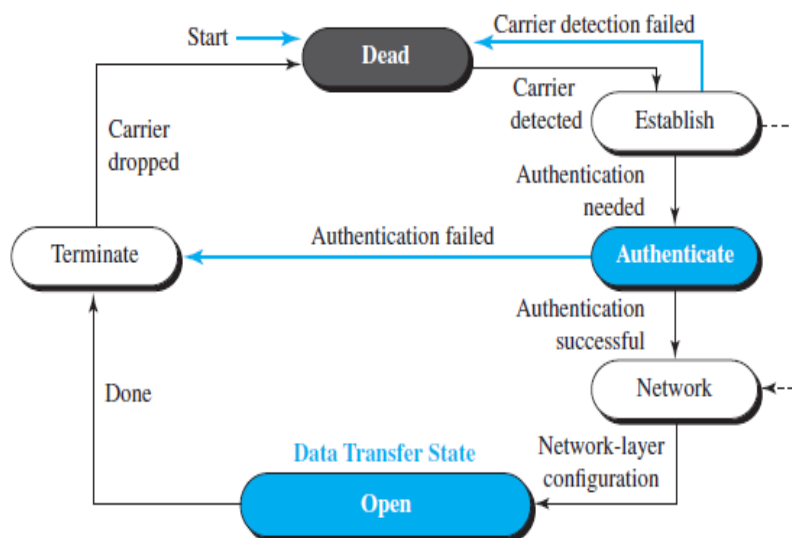 Start
Dead
Carrier detection failed
Carrier
detected
Establish
Carrier
dropped
Authentication
needed
Terminate
Authentication failed
Authenticate
Authentication
successful
Network
Done
Data Transfer State
Network-layer
configuration
Open